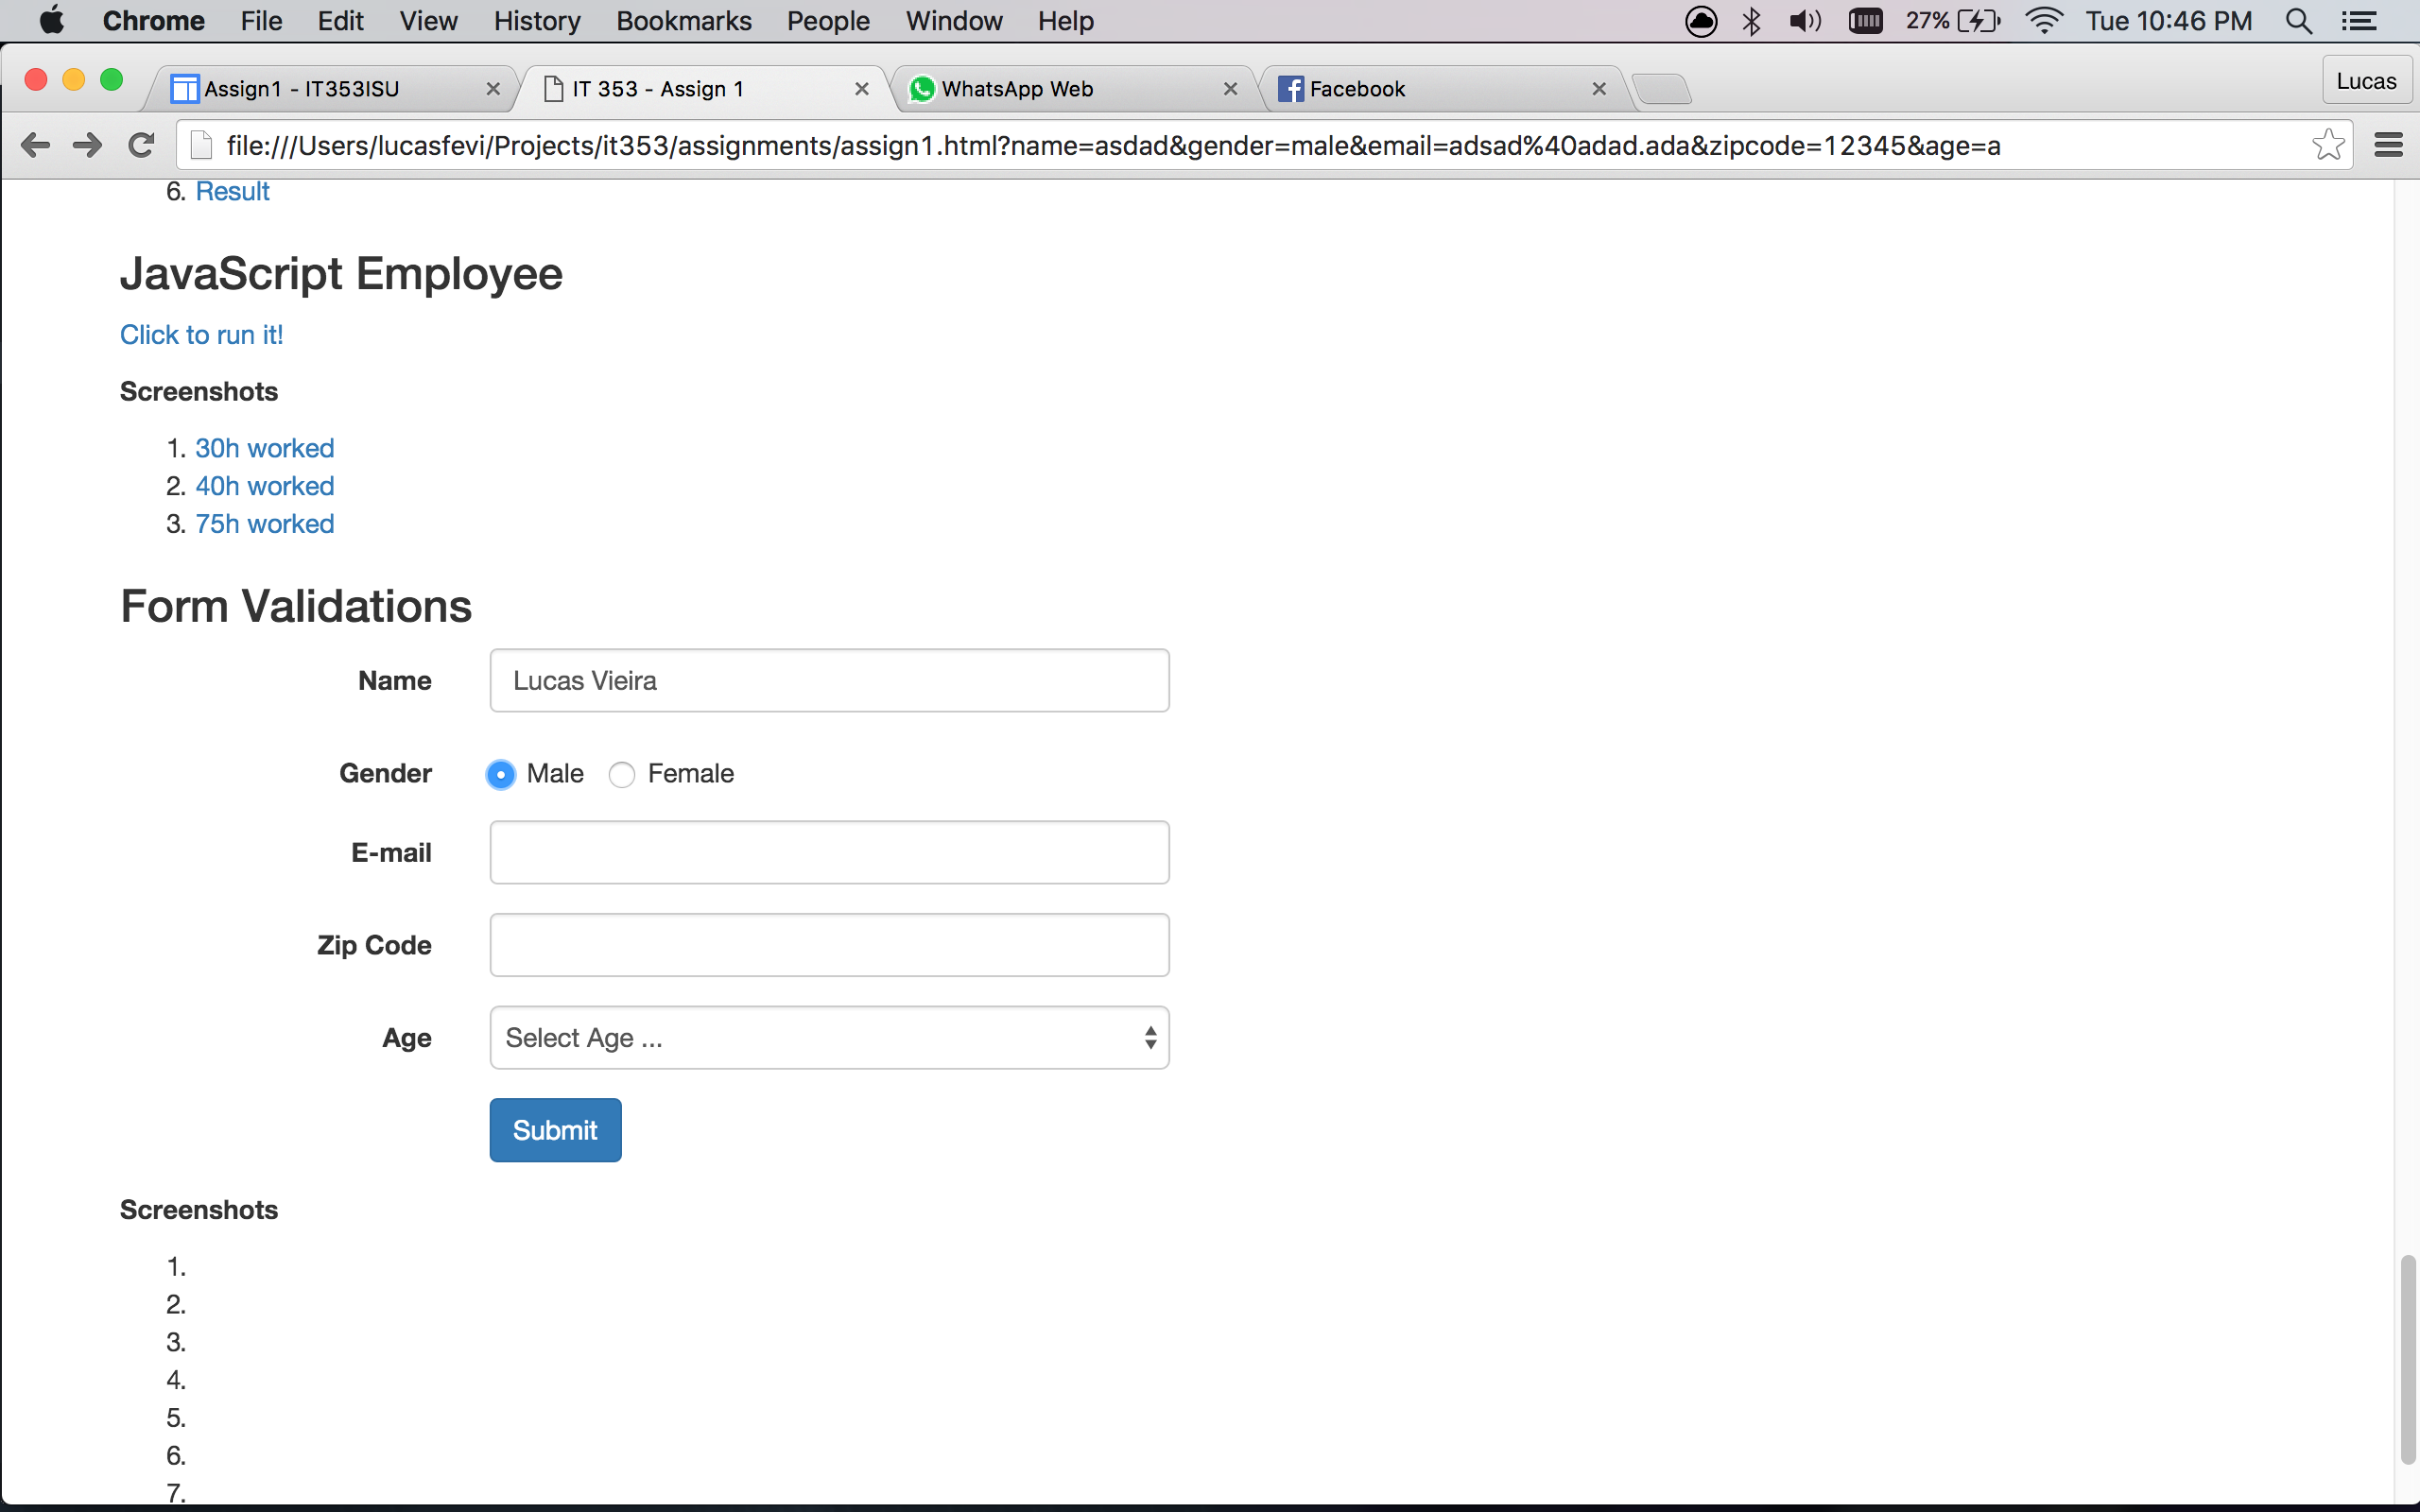 Chrome File Edit View History Bookmarks People Window Help 27% Tue 10:46 PM
Assign1 - IT353ISU IT 353 - Assign 1 WhatsApp Web Facebook Lucas
file:///Users/lucasfevi/Projects/it353/assignments/assign1.html?name=asdad&gender=male&email=adsad%40adad.ada&zipcode=12345&age=a
6. Result
JavaScript Employee
Click to run it!
Screenshots
1. 30h worked
2. 40h worked
3. 75h worked
Form Validations
Name Lucas Vieira
Gender Male Female
E-mail
Zip Code
Age Select Age ...
Submit
Screenshots
1.
2.
3.
4.
5.
6.
7.